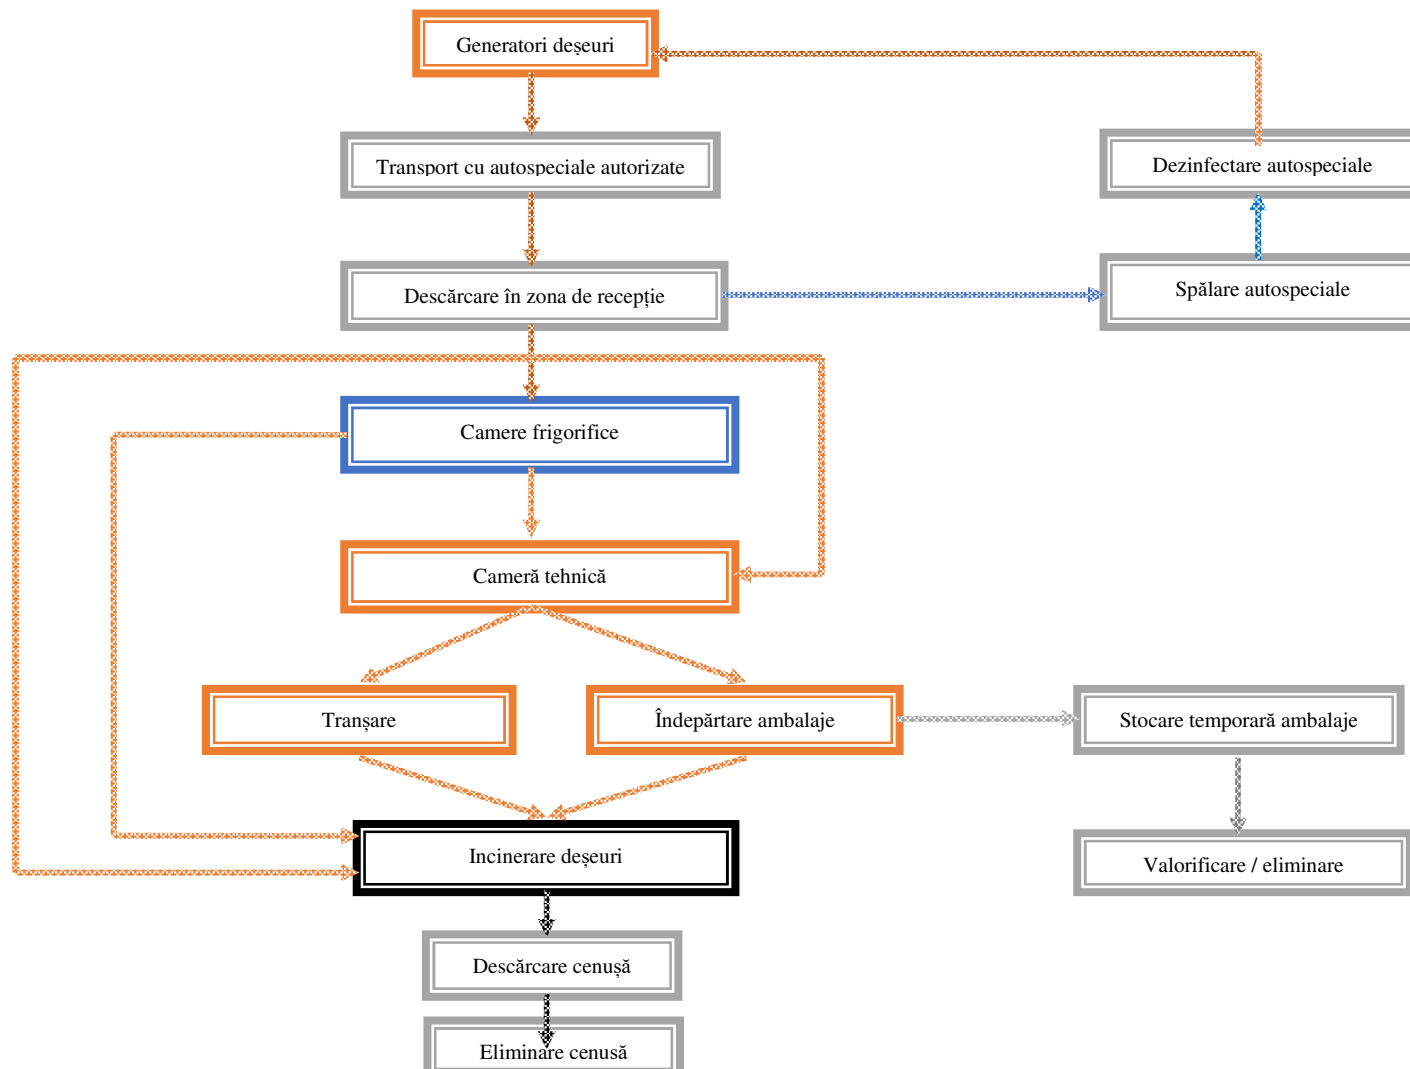 Generatori deșeuri
Transport cu autospeciale autorizate
Dezinfectare autospeciale
Descărcare în zona de recepție
Spălare autospeciale
Camere frigorifice
Cameră tehnică
Tranșare
Îndepărtare ambalaje
Stocare temporară ambalaje
Incinerare deșeuri
Valorificare / eliminare
Descărcare cenușă
Eliminare cenusă